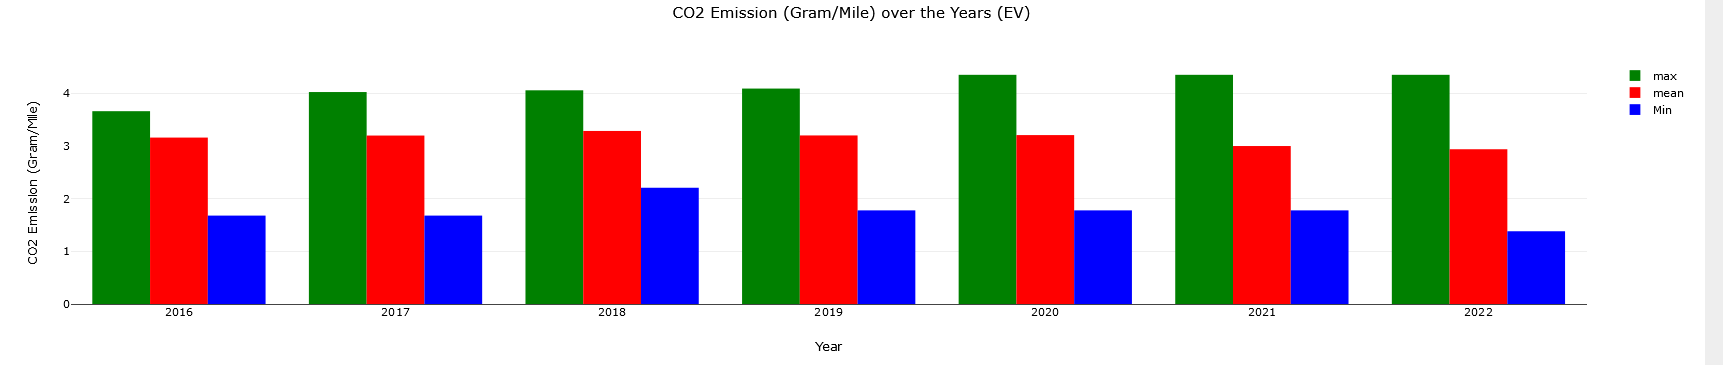 CO2 Emission (Gram/Mile) over the Years (EV)
CO2 Emission (Gram/Mile)
4
3
2
1
0
2016 2017 2018 2019 2020 2021 2022
Year
max
mean
Min